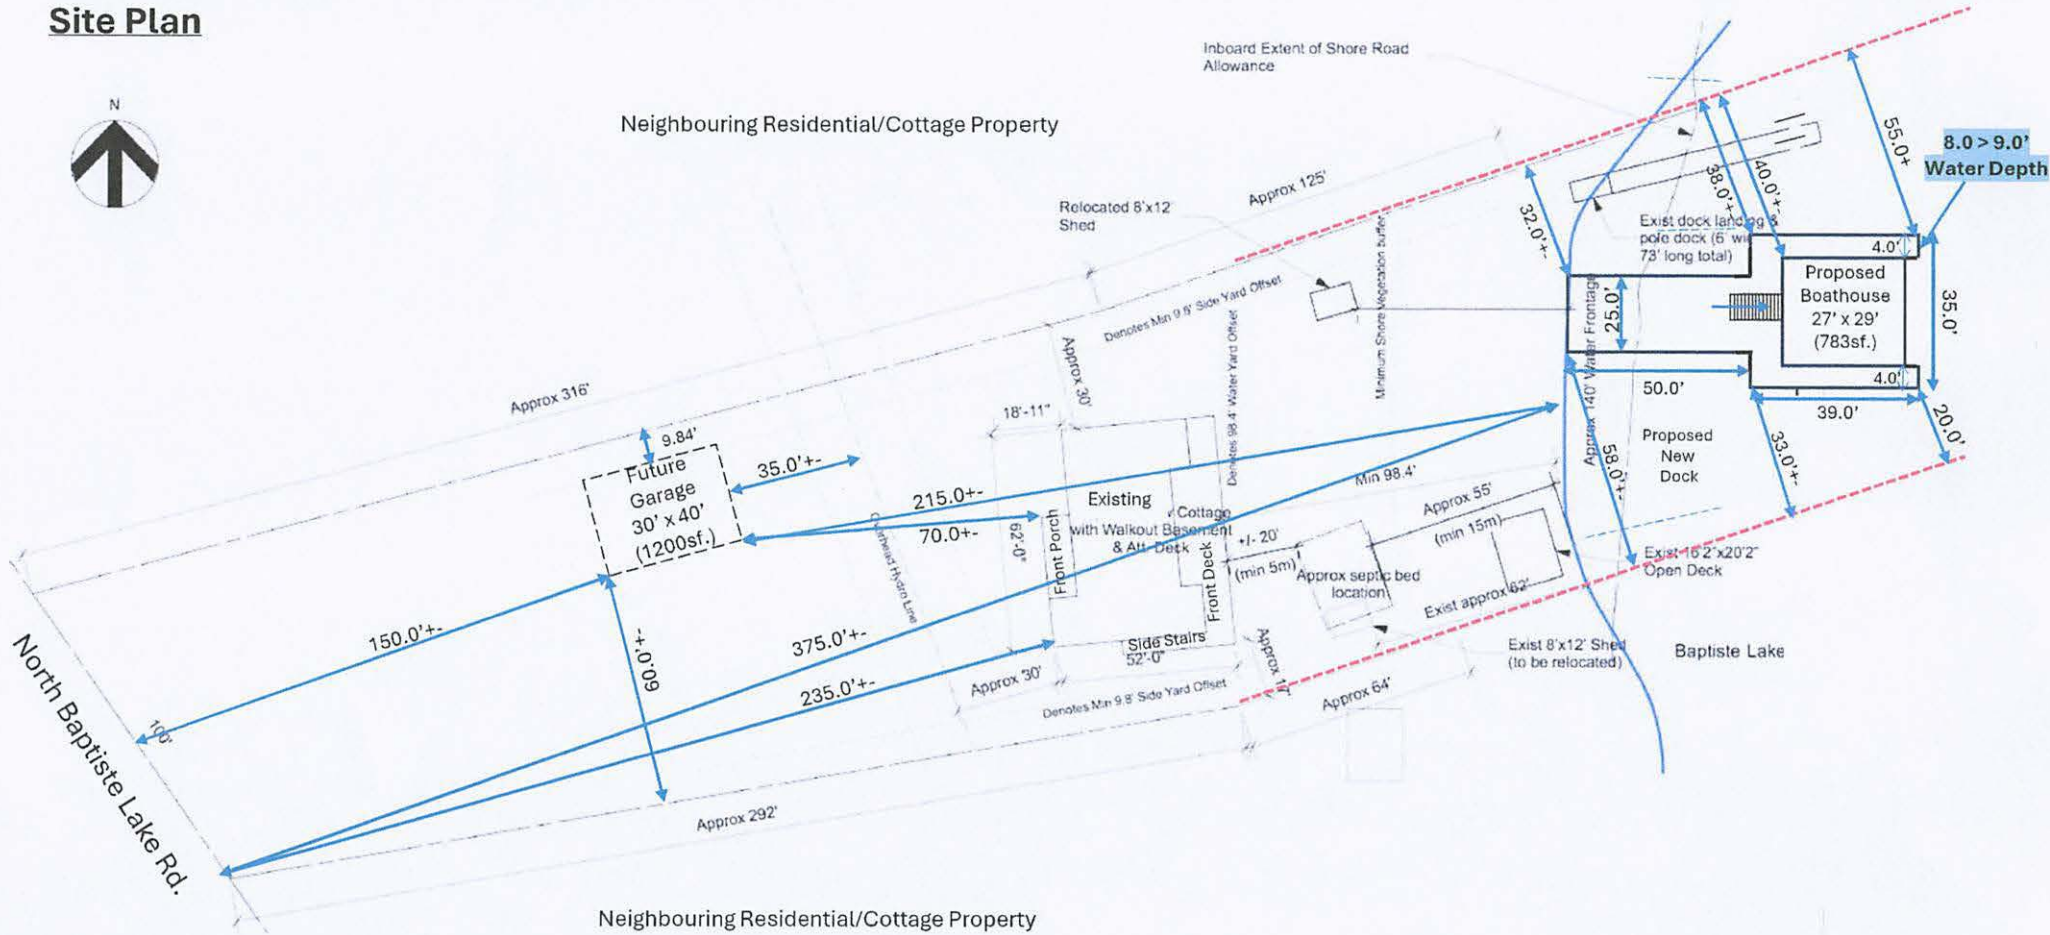 Site Plan
N
Neighbouring Residential/Cottage Property
Inboard Extent of Shore Road
Allowance
Relocated 8'x12'
Shed
Approx 125'
55.0+
8.0 > 9.0'
Water Depth
38.0'+-
40.0'+-
32.0'+-
Exist dock landing &
pole dock (6' wi
73' long total)
4.0'
Proposed
Boathouse
27' x 29'
(783sf.)
4.0'
35.0'
25.0'
50.0'
39.0'
20.0'
33.0'+-
58.0'+-
Proposed
New
Dock
Approx 140' Water Frontage
Minimum Shore Vegetation buffer
Denotes Min 9.8' Side Yard Offset
Denotes 98.4' Water Yard Offset
Approx 316'
Approx 30'
18'-11"
9.84'
Future
Garage
30' x 40'
(1200sf.)
35.0'+-
215.0+-
70.0+-
Overhead Hydro Line
62'-0"
Front Porch
Existing
Cottage
with Walkout Basement
& Att. Deck
Front Deck
Min 98.4'
Approx 55'
(min 15m)
+/- 20'
(min 5m)
Approx septic bed
location
Exist 16'2"x20'2"
Open Deck
Exist approx 62'
Exist 8'x12' Shed
(to be relocated)
Baptiste Lake
Side Stairs
52'-0"
Approx 17'
Approx 64'
Approx 30'
Denotes Min 9.8' Side Yard Offset
150.0'+-
60.0'+-
375.0'+-
235.0'+-
100'
North Baptiste Lake Rd.
Approx 292'
Neighbouring Residential/Cottage Property